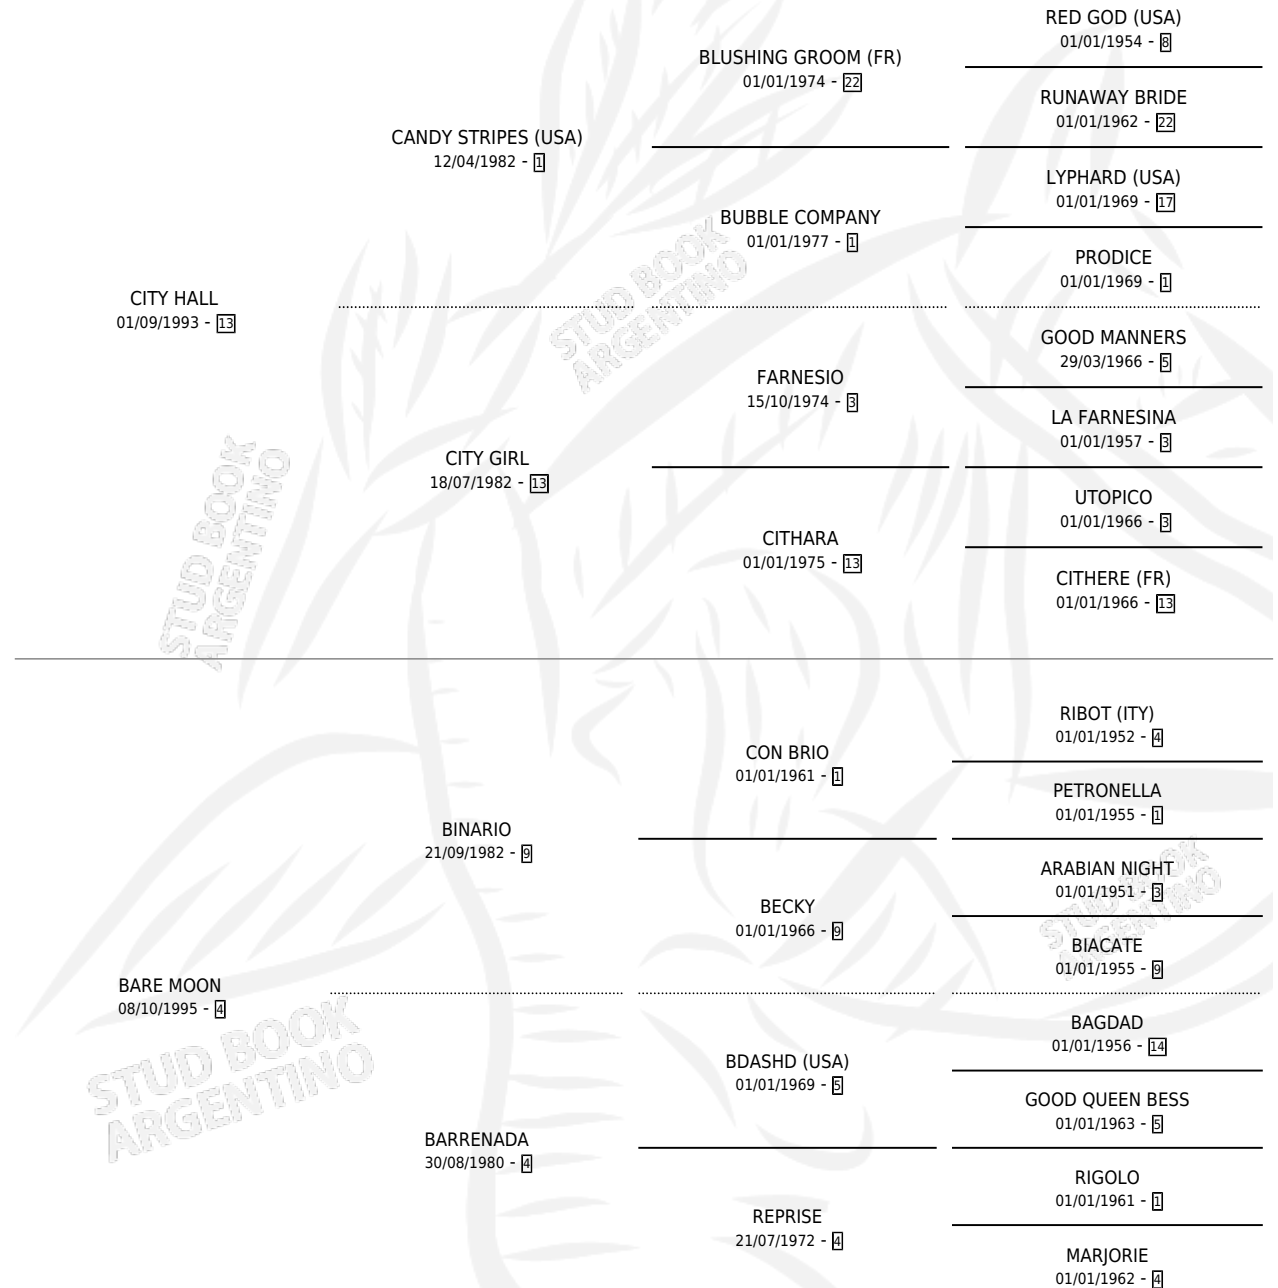 RED GOD (USA)
01/01/1954 - 8
BLUSHING GROOM (FR)
01/01/1974 - 22
RUNAWAY BRIDE
01/01/1962 - 22
CANDY STRIPES (USA)
12/04/1982 - 1
LYPHARD (USA)
01/01/1969 - 17
BUBBLE COMPANY
01/01/1977 - 1
PRODICE
01/01/1969 - 1
CITY HALL
01/09/1993 - 13
STUD BOOK
ARGENTINO
GOOD MANNERS
29/03/1966 - 5
FARNESIO
15/10/1974 - 3
LA FARNESINA
01/01/1957 - 3
CITY GIRL
18/07/1982 - 13
UTOPICO
01/01/1966 - 3
CITHARA
01/01/1975 - 13
CITHERE (FR)
01/01/1966 - 13
STUD BOOK
ARGENTINO
RIBOT (ITY)
01/01/1952 - 4
CON BRIO
01/01/1961 - 1
PETRONELLA
01/01/1955 - 1
BINARIO
21/09/1982 - 9
ARABIAN NIGHT
01/01/1951 - 3
BECKY
01/01/1966 - 9
BIACATE
01/01/1955 - 9
STUD BOOK
ARGENTINO
BARE MOON
08/10/1995 - 4
BAGDAD
01/01/1956 - 14
BDASHD (USA)
01/01/1969 - 5
GOOD QUEEN BESS
01/01/1963 - 5
STUD BOOK
ARGENTINO
BARRENADA
30/08/1980 - 4
RIGOLO
01/01/1961 - 1
REPRISE
21/07/1972 - 4
MARJORIE
01/01/1962 - 4